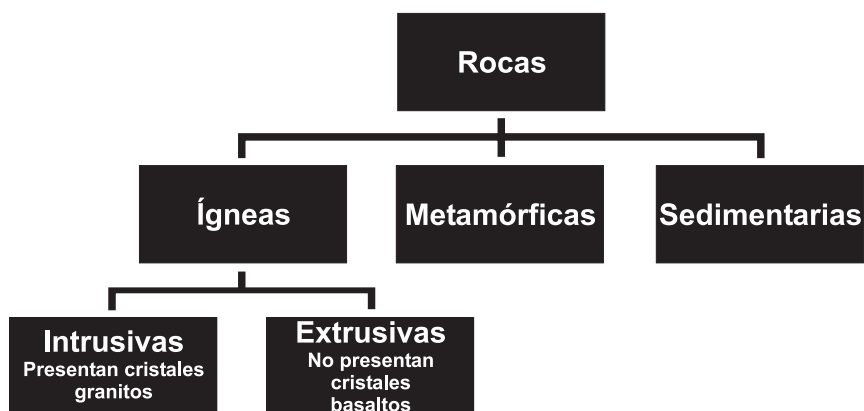 Rocas
Ígneas
Metamórficas
Sedimentarias
Intrusivas
Presentan cristales
granitos
Extrusivas
No presentan
cristales
basaltos